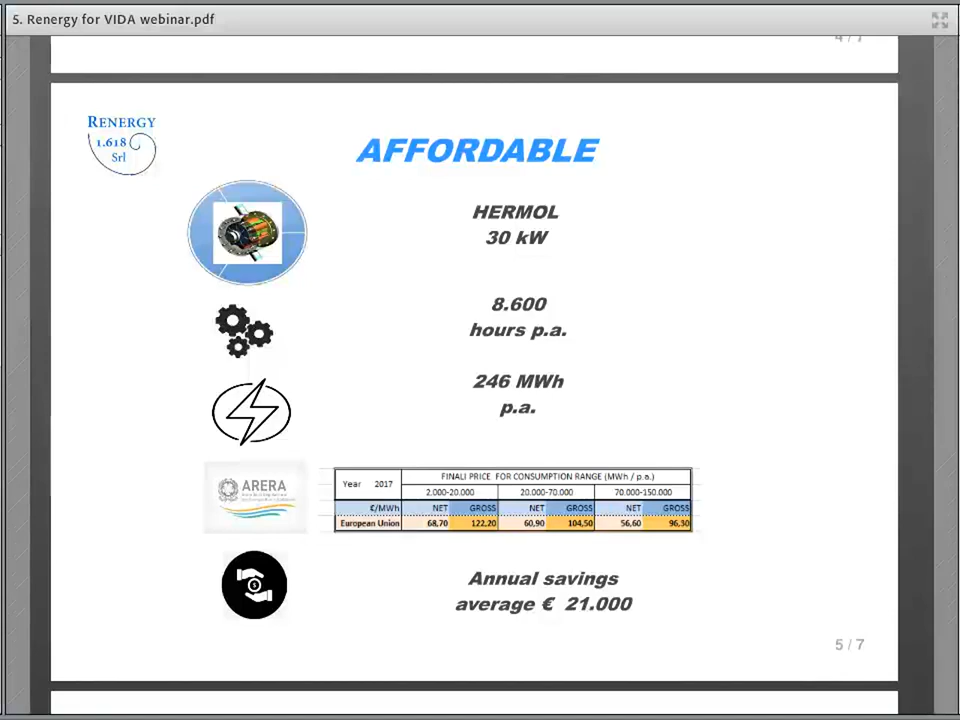 5. Renergy for VIDA webinar.pdf
4 / 7
RENERGY
1.618
Srl
AFFORDABLE
HERMOL
30 kW
8.600
hours p.a.
246 MWh
p.a.
ARERA
Year 2017 FINALI PRICE FOR CONSUMPTION RANGE (MWh / p.a.)
2.000-20.000 20.000-70.000 70.000-150.000
€/MWh NET GROSS NET GROSS NET GROSS
European Union 68,70 122,20 60,90 104,50 56,60 96,30
Annual savings
average € 21.000
5 / 7